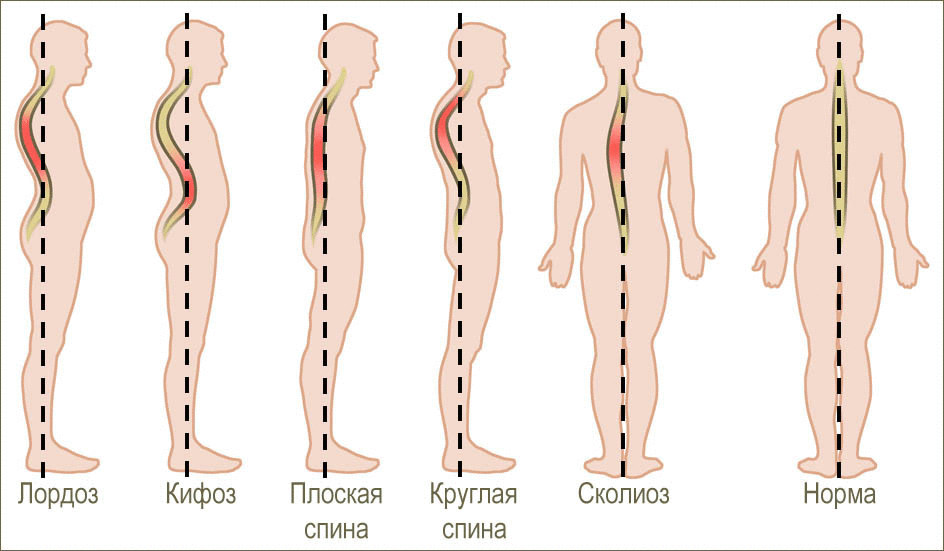 Лордоз
Кифоз
Плоская
спина
Круглая
спина
Сколиоз
Норма